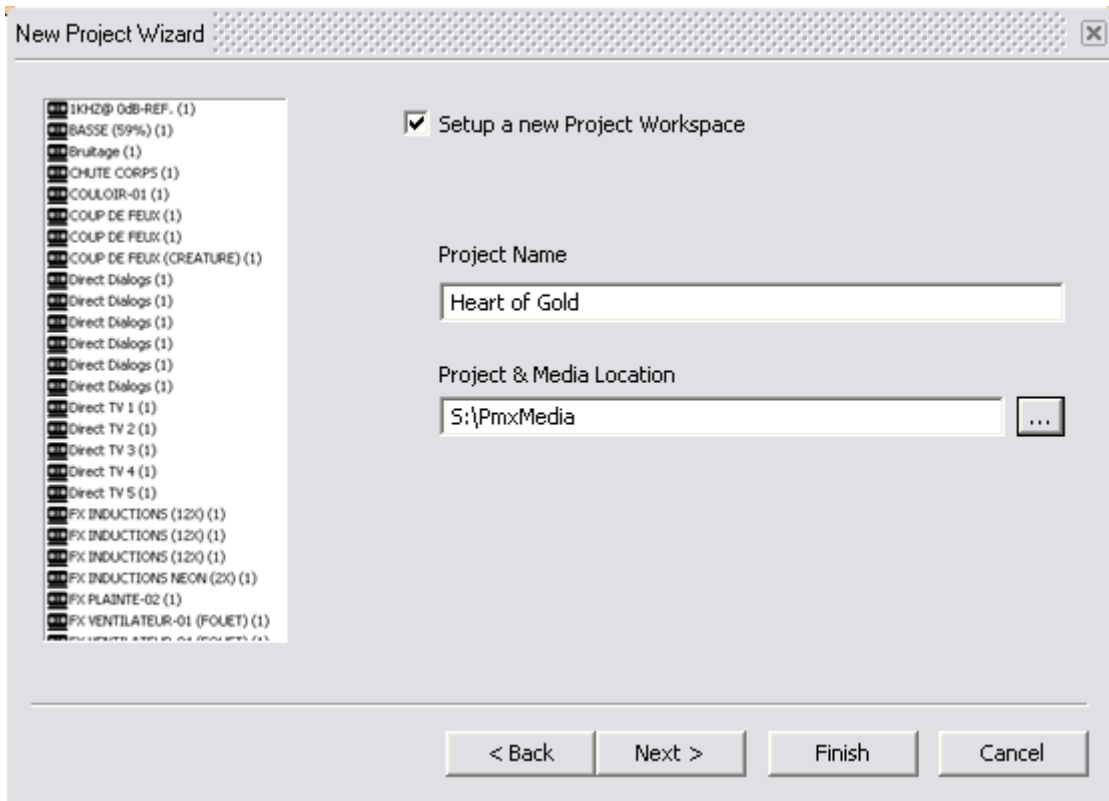 New Project Wizard
1KHZ@ 0dB-REF. (1)
BASSE (59%) (1)
Bruitage (1)
CHUTE CORPS (1)
COULOIR-01 (1)
COUP DE FEUX (1)
COUP DE FEUX (1)
COUP DE FEUX (CREATURE) (1)
Direct Dialogs (1)
Direct Dialogs (1)
Direct Dialogs (1)
Direct Dialogs (1)
Direct Dialogs (1)
Direct Dialogs (1)
Direct TV 1 (1)
Direct TV 2 (1)
Direct TV 3 (1)
Direct TV 4 (1)
Direct TV 5 (1)
FX INDUCTIONS (12X) (1)
FX INDUCTIONS (12X) (1)
FX INDUCTIONS (12X) (1)
FX INDUCTIONS NEON (2X) (1)
FX PLAINTE-02 (1)
FX VENTILATEUR-01 (FOUET) (1)
FX VENTILATEUR-01 (FOUET) (1)
Setup a new Project Workspace
Project Name
Heart of Gold
Project & Media Location
S:\PmxMedia
...
< Back
Next >
Finish
Cancel